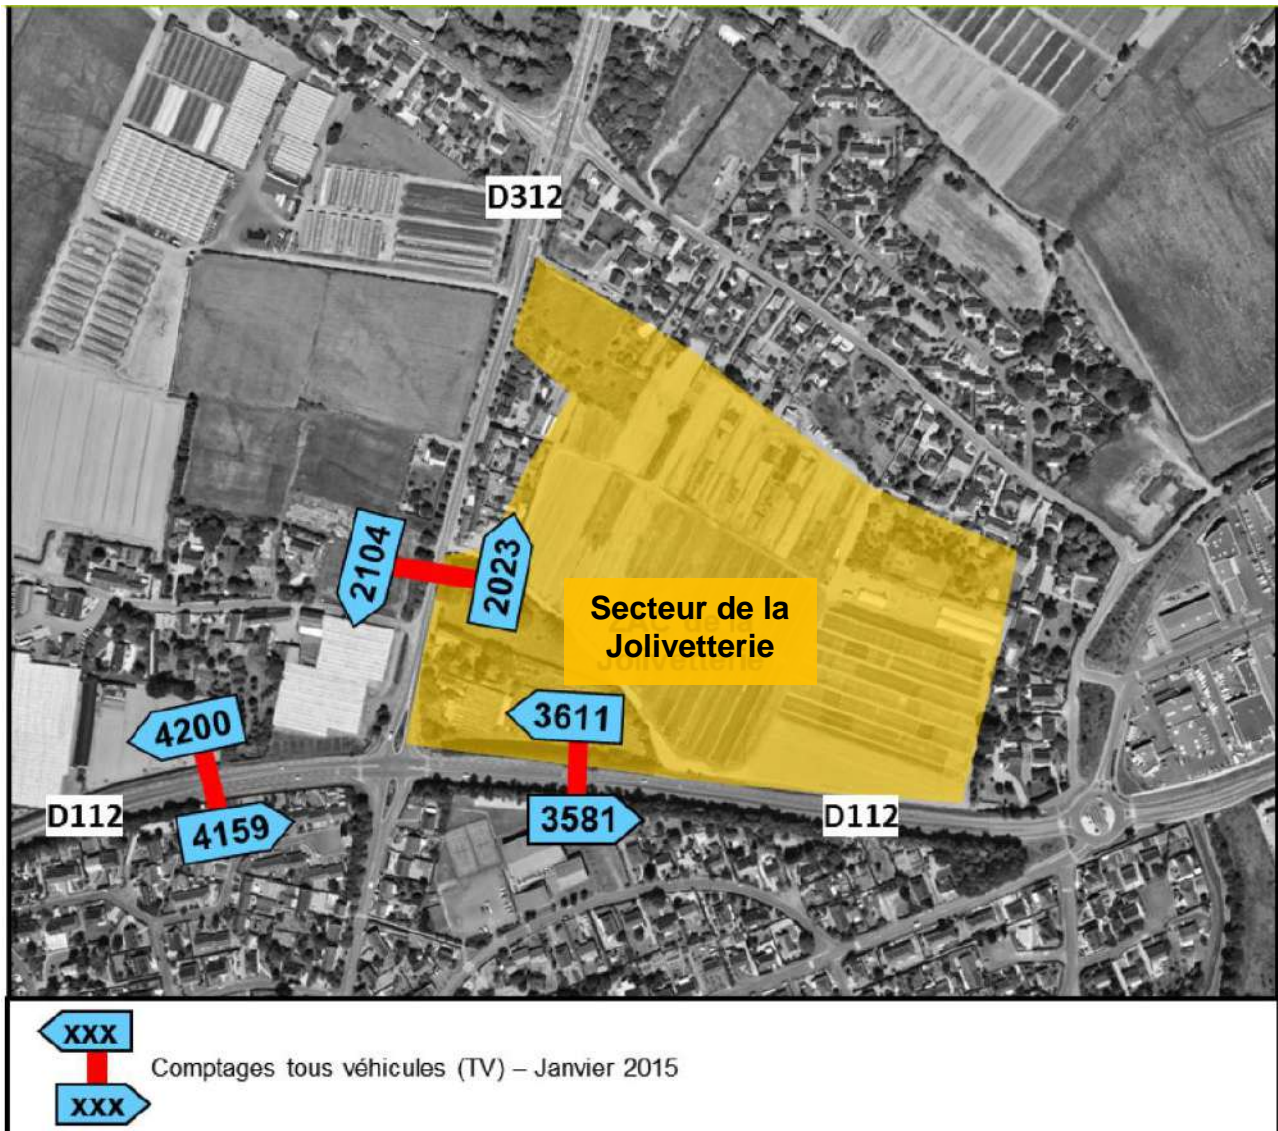 D312
2104
2023
Secteur de la
Jolivetterie
3611
4200
D112
4159
3581
D112
xxx
Comptages tous véhicules (TV) – Janvier 2015
xxx